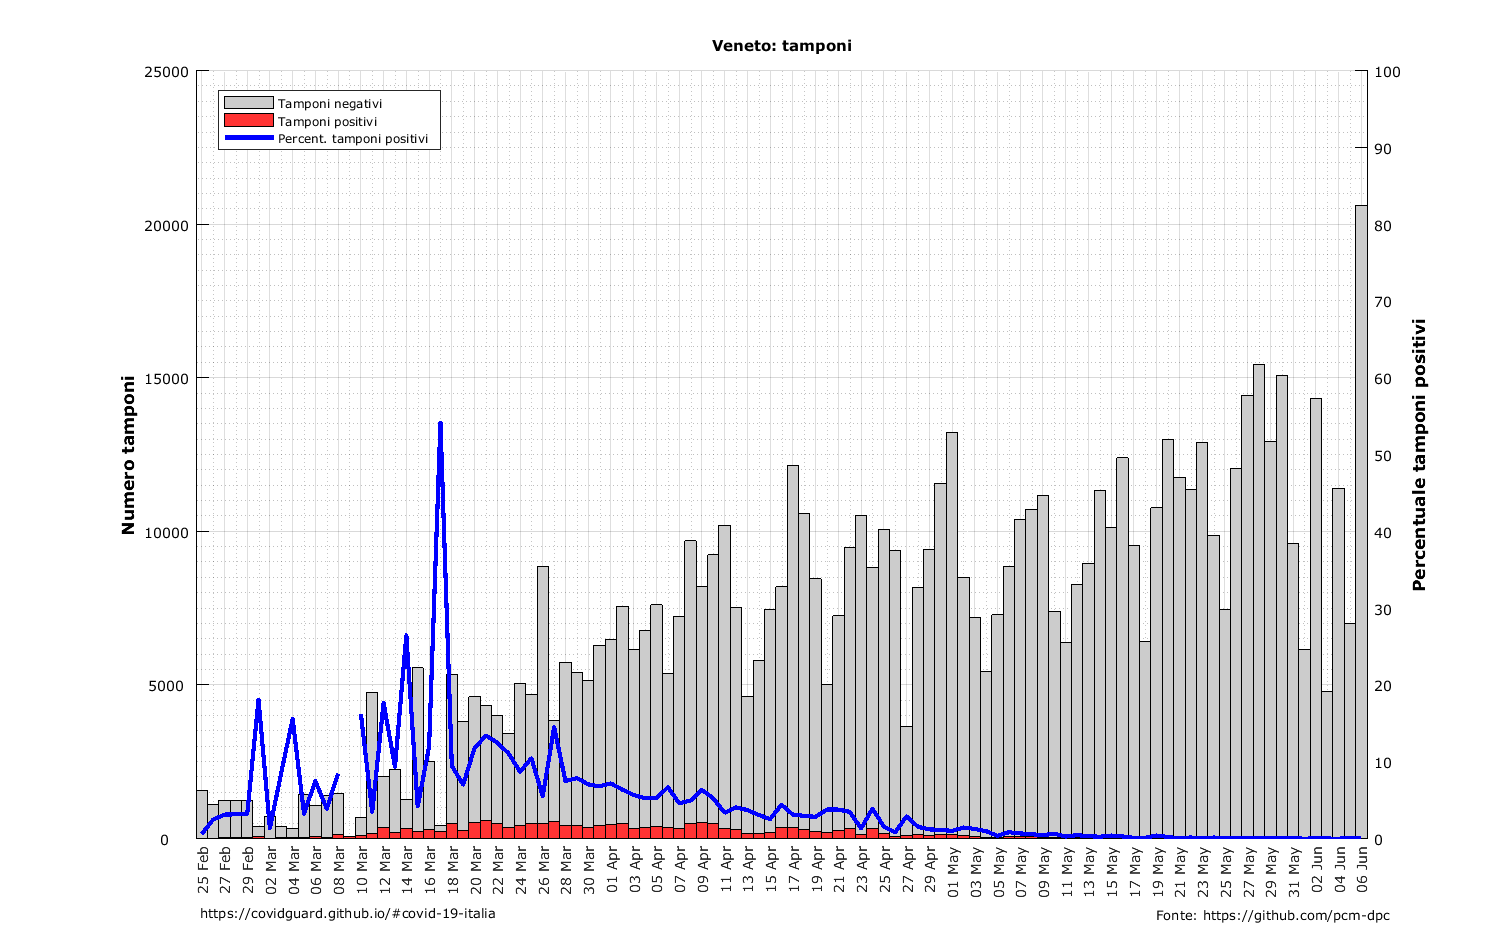 Veneto: tamponi
25000
20000
15000
10000
5000
0
Numero tamponi
Tamponi negativi
Tamponi positivi
Percent. tamponi positivi
100
90
80
70
60
50
40
30
20
10
0
Percentuale tamponi positivi
25 Feb
27 Feb
29 Feb
02 Mar
04 Mar
06 Mar
08 Mar
10 Mar
12 Mar
14 Mar
16 Mar
18 Mar
20 Mar
22 Mar
24 Mar
26 Mar
28 Mar
30 Mar
01 Apr
03 Apr
05 Apr
07 Apr
09 Apr
11 Apr
13 Apr
15 Apr
17 Apr
19 Apr
21 Apr
23 Apr
25 Apr
27 Apr
29 Apr
01 May
03 May
05 May
07 May
09 May
11 May
13 May
15 May
17 May
19 May
21 May
23 May
25 May
27 May
29 May
31 May
02 Jun
04 Jun
06 Jun
https://covidguard.github.io/#covid-19-italia
Fonte: https://github.com/pcm-dpc